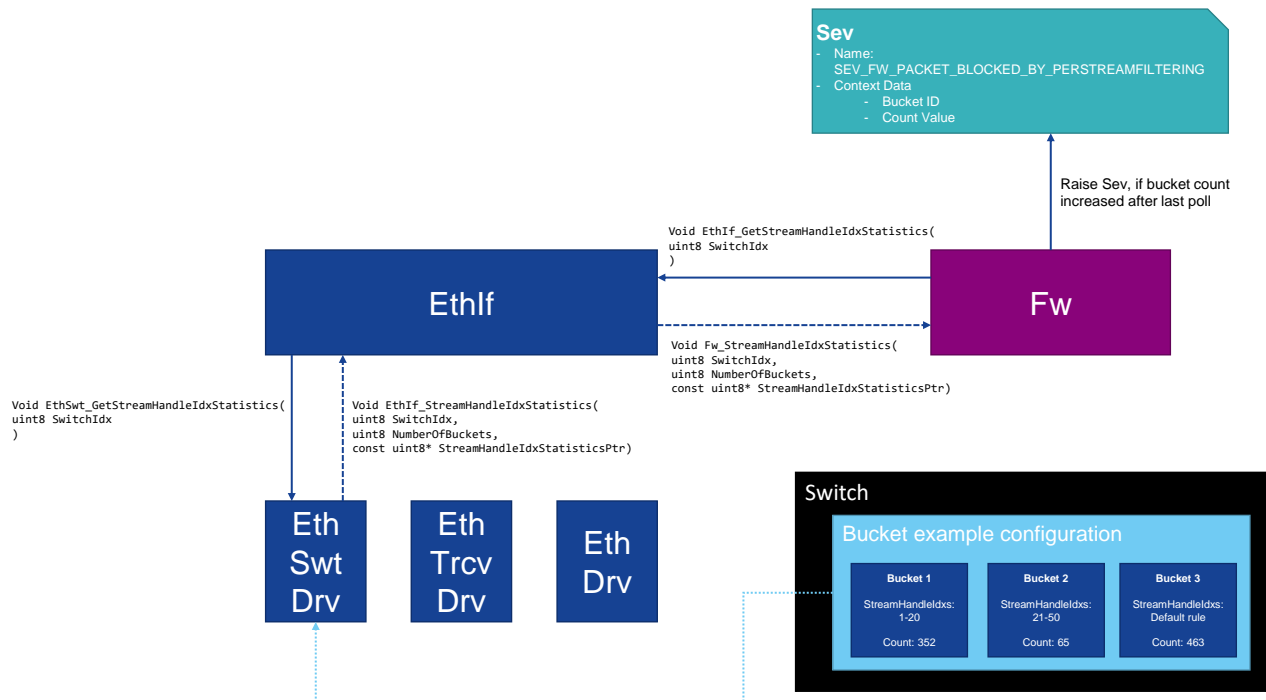 Sev
- Name:
SEV_FW_PACKET_BLOCKED_BY_PERSTREAMFILTERING
- Context Data
- Bucket ID
- Count Value
Raise Sev, if bucket count
increased after last poll
Void EthIf_GetStreamHandleIdxStatistics(
uint8 SwitchIdx
)
EthIf
Fw
Void Fw_StreamHandleIdxStatistics(
uint8 SwitchIdx,
uint8 NumberOfBuckets,
const uint8* StreamHandleIdxStatisticsPtr)
Void EthSwt_GetStreamHandleIdxStatistics(
uint8 SwitchIdx
)
Void EthIf_StreamHandleIdxStatistics(
uint8 SwitchIdx,
uint8 NumberOfBuckets,
const uint8* StreamHandleIdxStatisticsPtr)
Eth
Swt
Drv
Eth
Trcv
Drv
Eth
Drv
Switch
Bucket example configuration
Bucket 1
StreamHandleIdxs:
1-20
Count: 352
Bucket 2
StreamHandleIdxs:
21-50
Count: 65
Bucket 3
StreamHandleIdxs:
Default rule
Count: 463